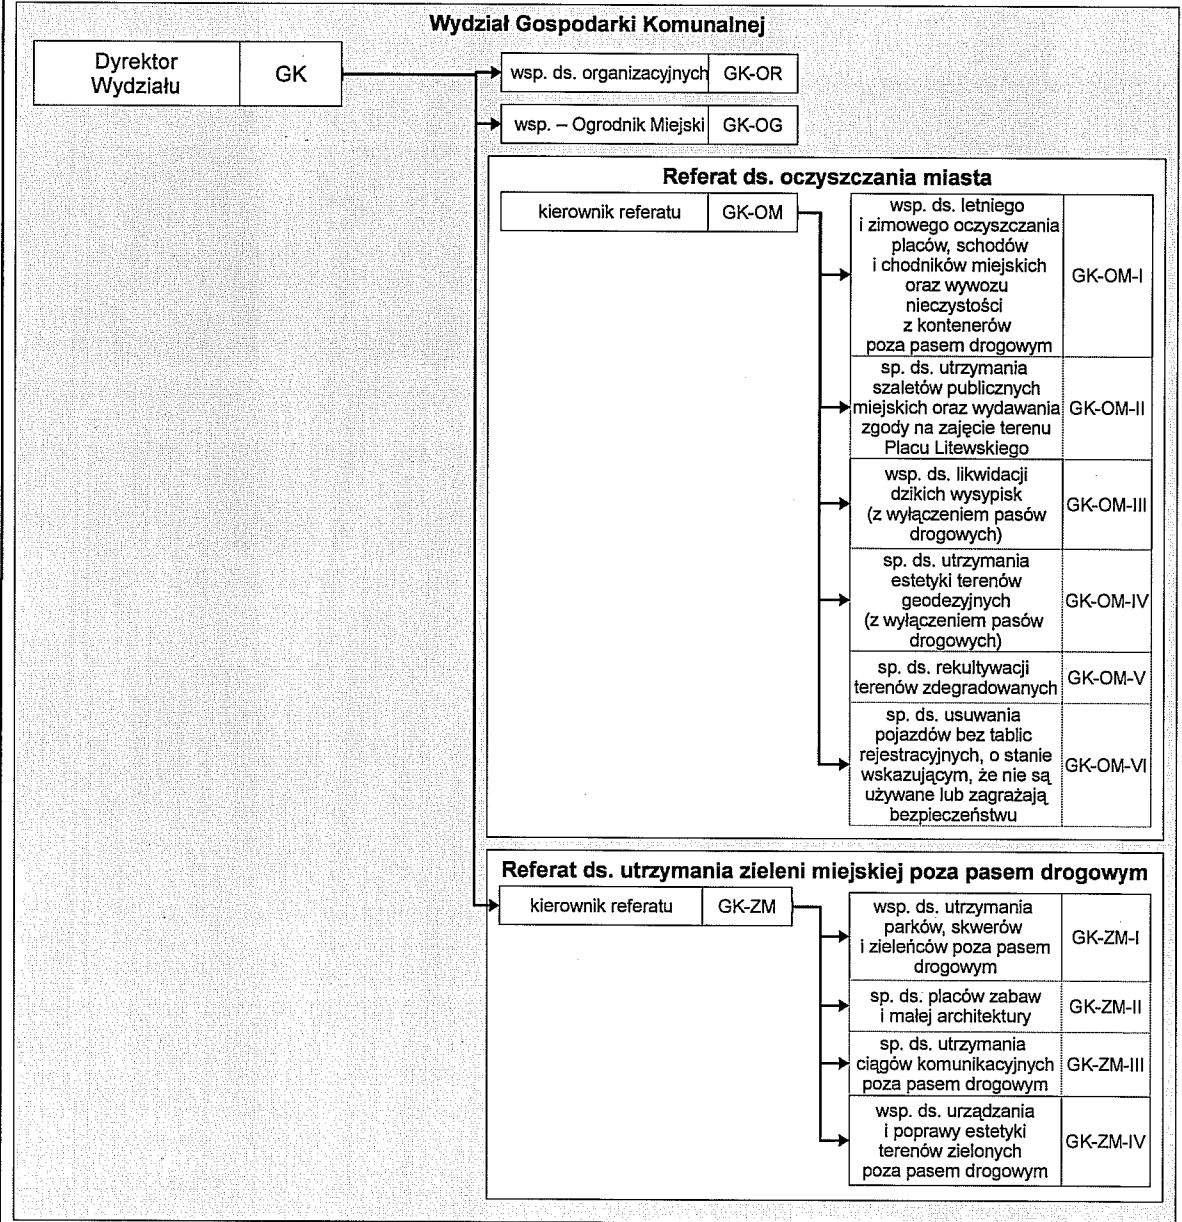 Wydział Gospodarki Komunalnej
Dyrektor
Wydziału
GK
wsp. ds. organizacyjnych
GK-OR
wsp. – Ogrodnik Miejski
GK-OG
Referat ds. oczyszczania miasta
kierownik referatu
GK-OM
wsp. ds. letniego
i zimowego oczyszczania
placów, schodów
i chodników miejskich
oraz wywozu
nieczystości
z kontenerów
poza pasem drogowym
GK-OM-I
sp. ds. utrzymania
szaletów publicznych
miejskich oraz wydawania
zgody na zajęcie terenu
Placu Litewskiego
GK-OM-II
wsp. ds. likwidacji
dzikich wysypisk
(z wyłączeniem pasów
drogowych)
GK-OM-III
sp. ds. utrzymania
estetyki terenów
geodezyjnych
(z wyłączeniem pasów
drogowych)
GK-OM-IV
sp. ds. rekultywacji
terenów zdegradowanych
GK-OM-V
sp. ds. usuwania
pojazdów bez tablic
rejestracyjnych, o stanie
wskazującym, że nie są
używane lub zagrażają
bezpieczeństwu
GK-OM-VI
Referat ds. utrzymania zieleni miejskiej poza pasem drogowym
kierownik referatu
GK-ZM
wsp. ds. utrzymania
parków, skwerów
i zieleńców poza pasem
drogowym
GK-ZM-I
sp. ds. placów zabaw
i małej architektury
GK-ZM-II
sp. ds. utrzymania
ciągów komunikacyjnych
poza pasem drogowym
GK-ZM-III
wsp. ds. urządzania
i poprawy estetyki
terenów zielonych
poza pasem drogowym
GK-ZM-IV